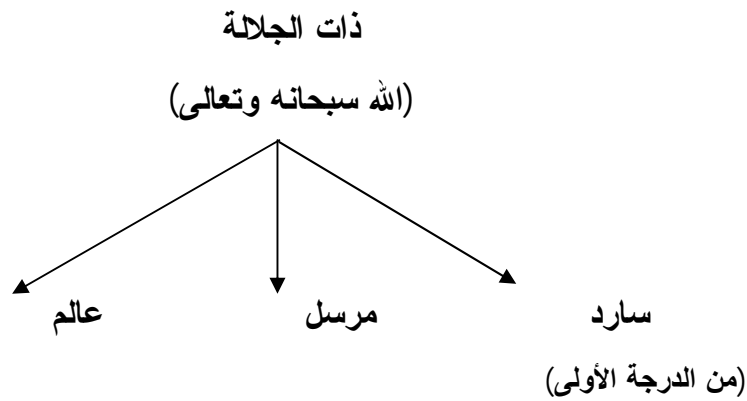 ذات الجلالة
(الله سبحانه وتعالى)
سارد مرسل عالم
(من الدرجة الأولى)